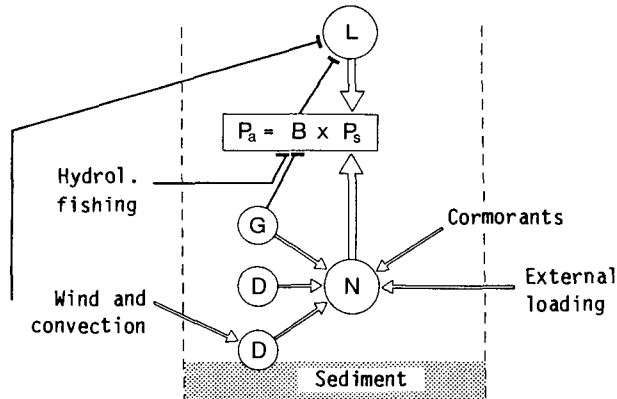 L
Pa = B x Ps
Hydrol.
fishing
G
Cormorants
D
N
External
loading
Wind and
convection
D
Sediment